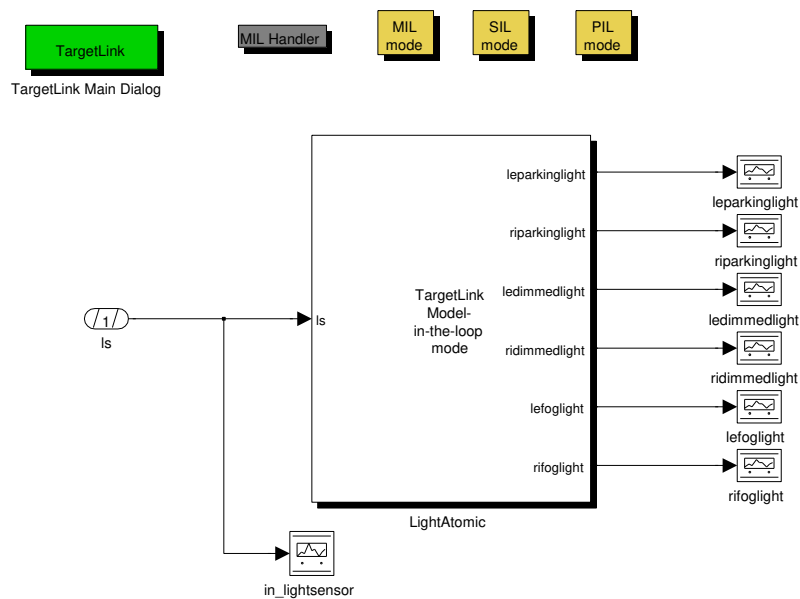 TargetLink
TargetLink Main Dialog
MIL Handler
MIL
mode
SIL
mode
PIL
mode
leparkinglight
leparkinglight
riparkinglight
riparkinglight
TargetLink
Model-
in-the-loop
mode
ledimmedlight
ledimmedlight
1
ls
ls
ridimmedlight
ridimmedlight
lefoglight
lefoglight
rifoglight
rifoglight
LightAtomic
in_lightsensor